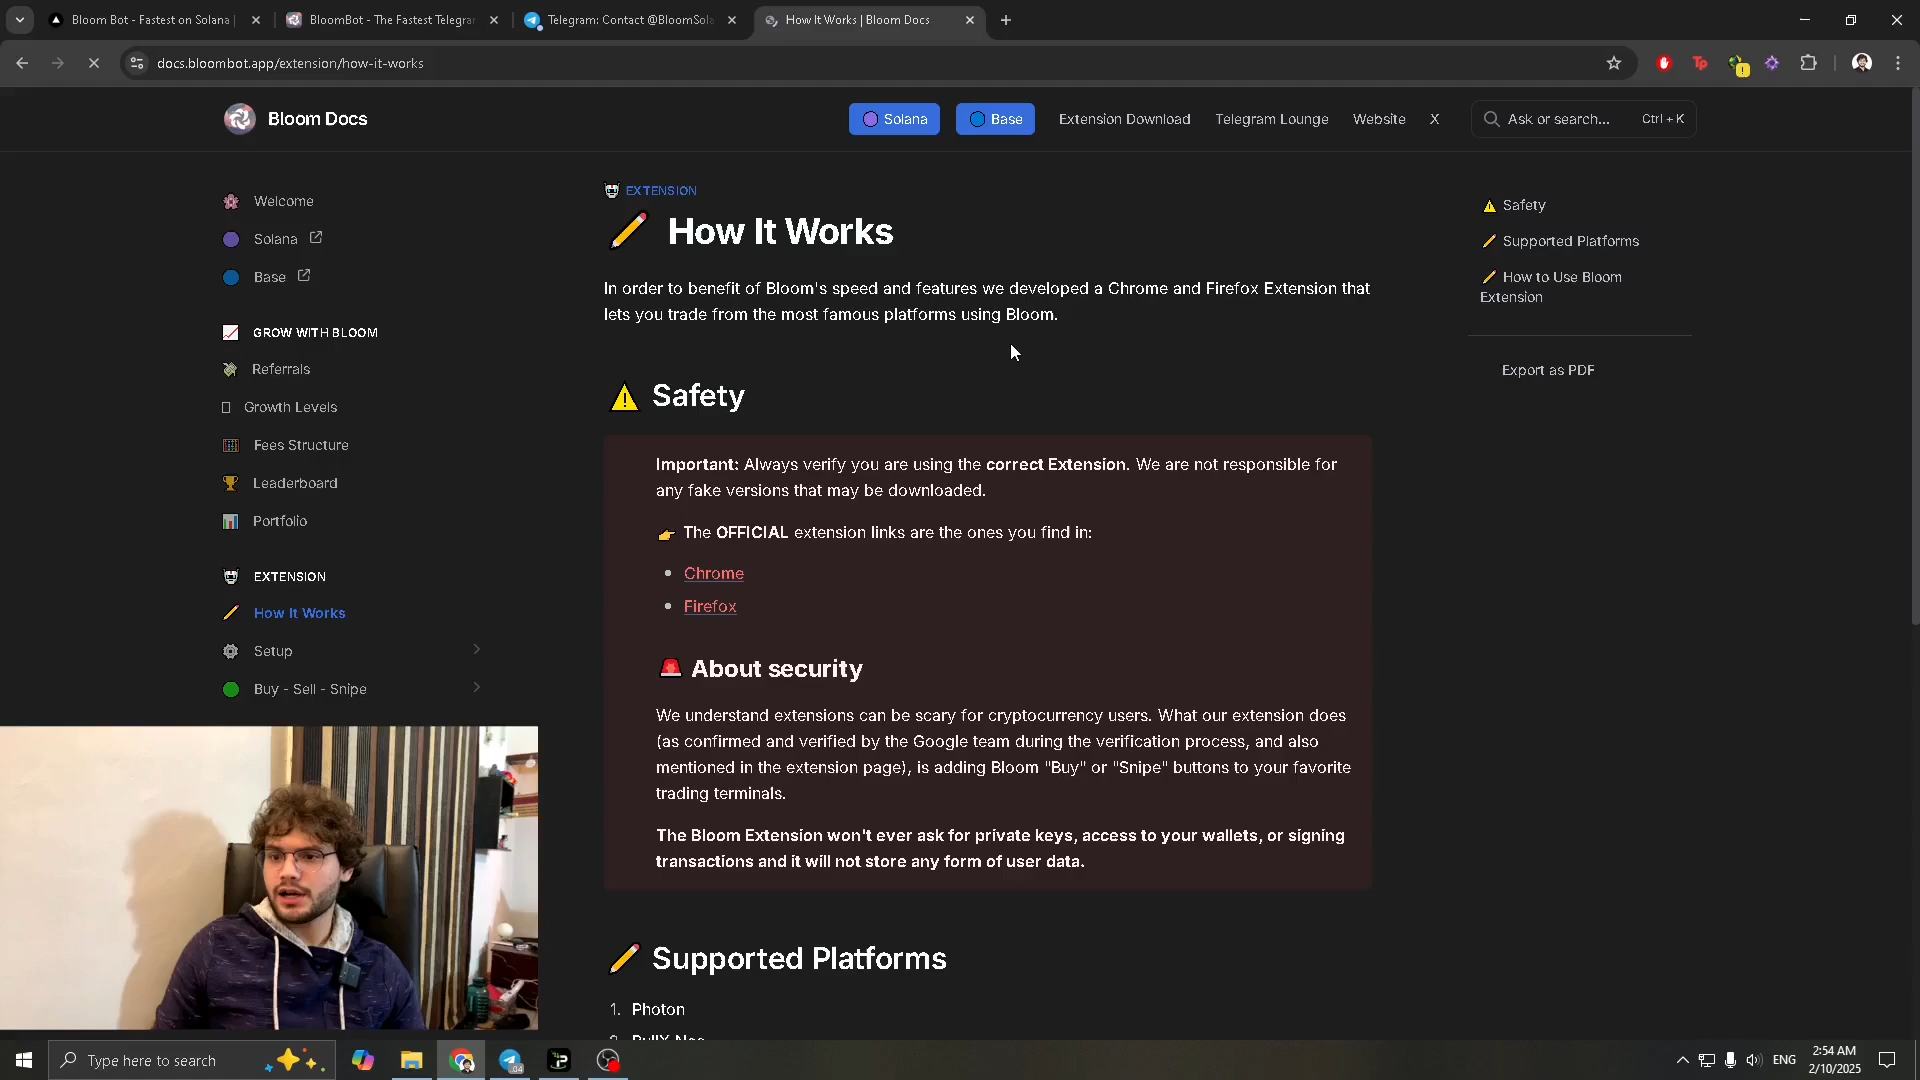 Bloom Bot - Fastest on Solana |
BloomBot - The Fastest Telegra
Telegram: Contact @BloomSola
How It Works | Bloom Docs
docs.bloombot.app/extension/how-it-works
Bloom Docs
Solana
Base
Extension Download
Telegram Lounge
Website
X
Ask or search...
Ctrl + K
Welcome
Solana
Base
GROW WITH BLOOM
Referrals
Growth Levels
Fees Structure
Leaderboard
Portfolio
EXTENSION
How It Works
Setup
Buy - Sell - Snipe
EXTENSION
How It Works
In order to benefit of Bloom's speed and features we developed a Chrome and Firefox Extension that
lets you trade from the most famous platforms using Bloom.
Safety
Important: Always verify you are using the correct Extension. We are not responsible for
any fake versions that may be downloaded.
The OFFICIAL extension links are the ones you find in:
Chrome
Firefox
About security
We understand extensions can be scary for cryptocurrency users. What our extension does
(as confirmed and verified by the Google team during the verification process, and also
mentioned in the extension page), is adding Bloom "Buy" or "Snipe" buttons to your favorite
trading terminals.
The Bloom Extension won't ever ask for private keys, access to your wallets, or signing
transactions and it will not store any form of user data.
Supported Platforms
1. Photon
Safety
Supported Platforms
How to Use Bloom
Extension
Export as PDF
Type here to search
ENG
2:54 AM
2/10/2025